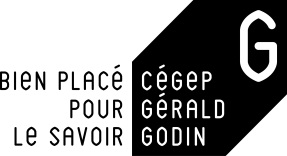 G
BIEN PLACÉ CÉGEP
POUR GÉRALD
LE SAVOIR GODIN